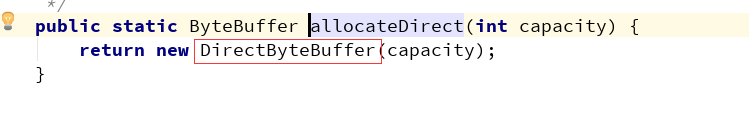 */
public static ByteBuffer allocateDirect(int capacity) {
return new DirectByteBuffer(capacity);
}